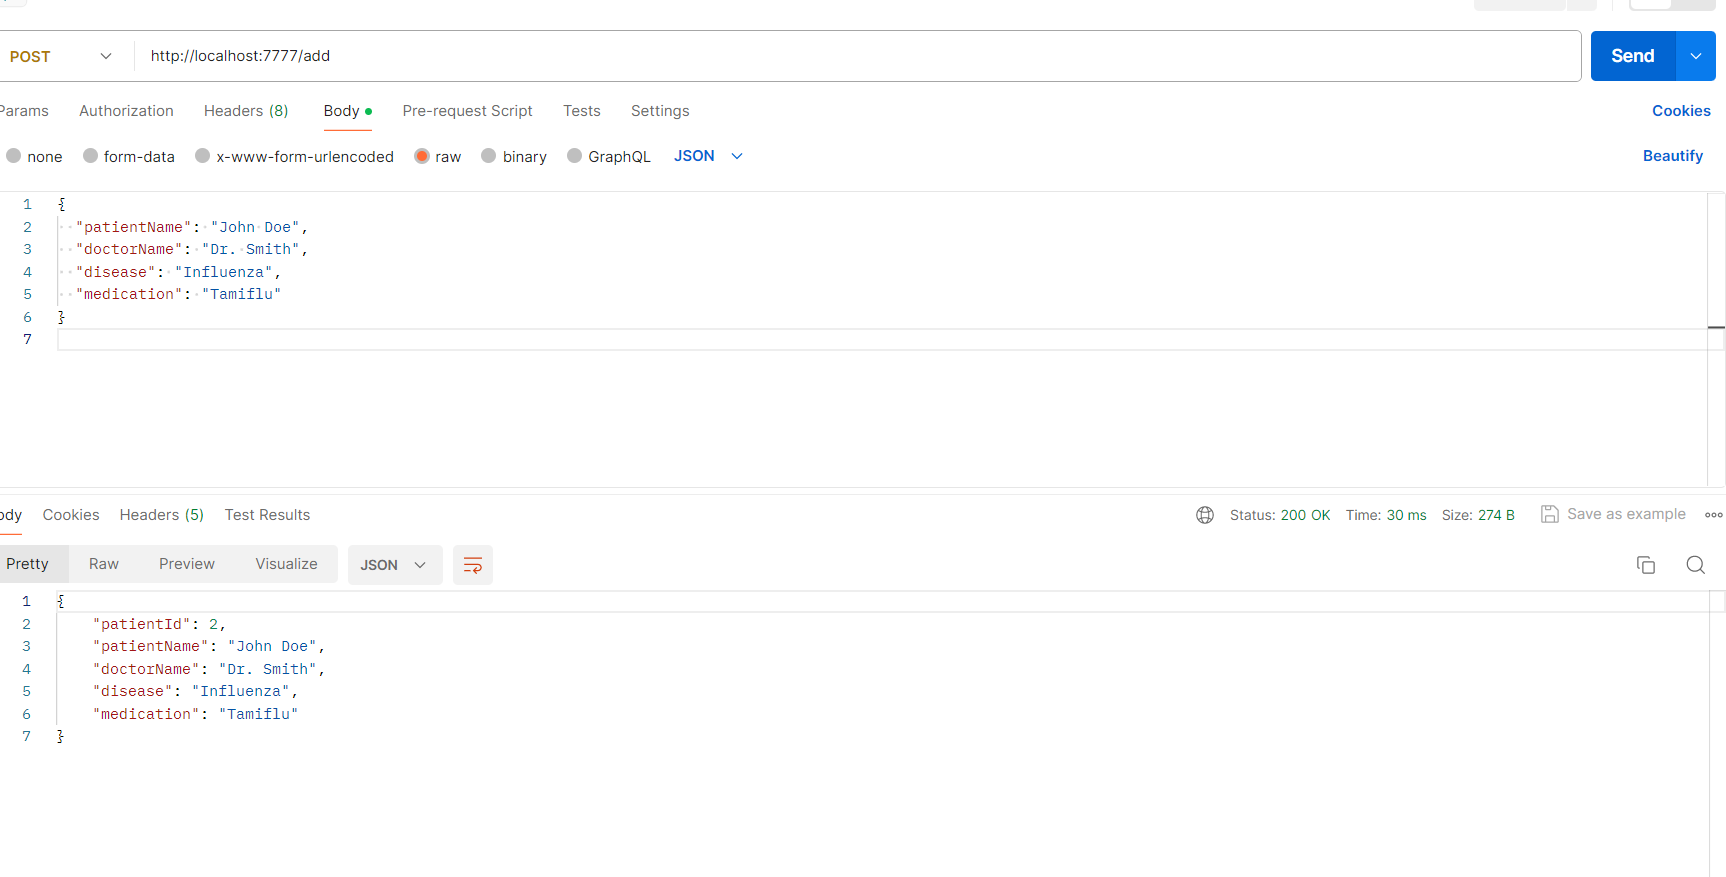 POST http://localhost:7777/add Send
Params Authorization Headers (8) Body Pre-request Script Tests Settings Cookies
none form-data x-www-form-urlencoded raw binary GraphQL JSON Beautify
1 {
2 "patientName": "John Doe",
3 "doctorName": "Dr. Smith",
4 "disease": "Influenza",
5 "medication": "Tamiflu"
6 }
7
ody Cookies Headers (5) Test Results Status: 200 OK Time: 30 ms Size: 274 B Save as example
Pretty Raw Preview Visualize JSON
1 {
2 "patientId": 2,
3 "patientName": "John Doe",
4 "doctorName": "Dr. Smith",
5 "disease": "Influenza",
6 "medication": "Tamiflu"
7 }